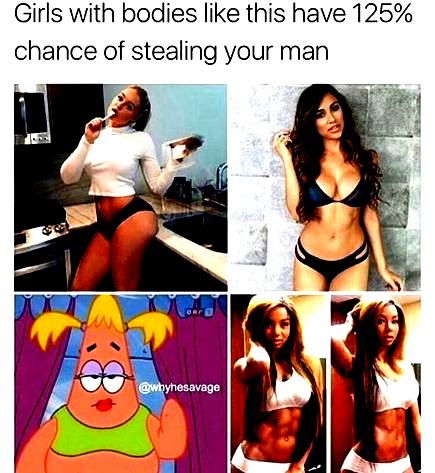 Girls with bodies like this have 125%
chance of stealing your man
@whyhesavage